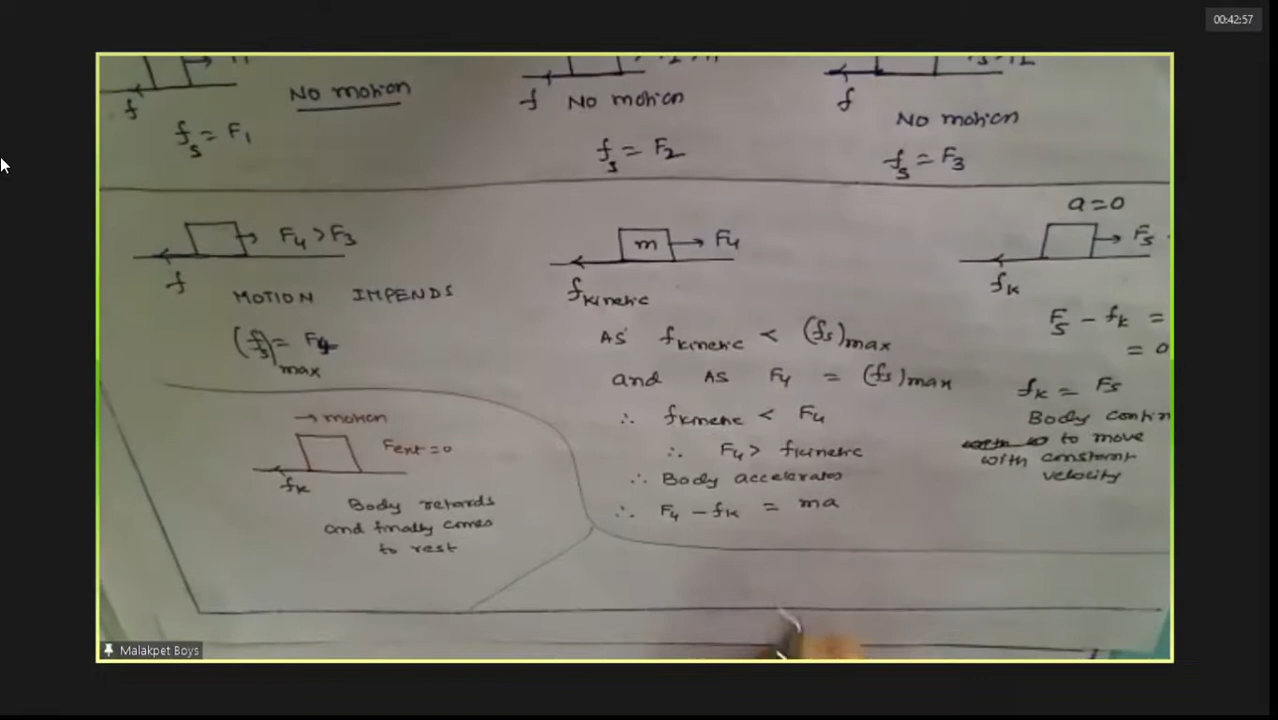 00:42:57
f
No motion
fs = F1
f
No motion
fs = F2
f
No motion
fs = F3
F4 > F3
f
MOTION IMPENDS
(fs)max = F4
→ motion
Fext = 0
fk
Body retards
and finally comes
to rest
m
F4
fkinetic
AS fkinetic < (fs)max
and AS F4 = (fs)max
∴ fkinetic < F4
∴ F4 > fkinetic
∴ Body accelerates
∴ F4 - fk = ma
a = 0
F5
fk
F5 - fk =
= 0
fk = F5
Body contin
to move
with constant
velocity
Malakpet Boys